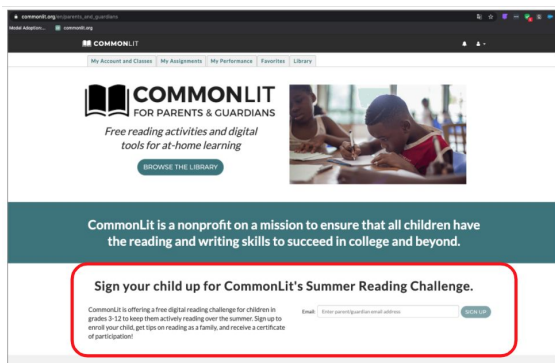 commonlit.org/en/parents_and_guardians
Model Adoption... commonlit.org
COMMONLIT
My Account and Classes My Assignments My Performance Favorites Library
COMMONLIT
FOR PARENTS & GUARDIANS
Free reading activities and digital
tools for at-home learning
BROWSE THE LIBRARY
CommonLit is a nonprofit on a mission to ensure that all children have
the reading and writing skills to succeed in college and beyond.
Sign your child up for CommonLit's Summer Reading Challenge.
CommonLit is offering a free digital reading challenge for children in
grades 3-12 to keep them actively reading over the summer. Sign up to
enroll your child, get tips on reading as a family, and receive a certificate
of participation!
Email: Enter parent/guardian email address SIGN UP